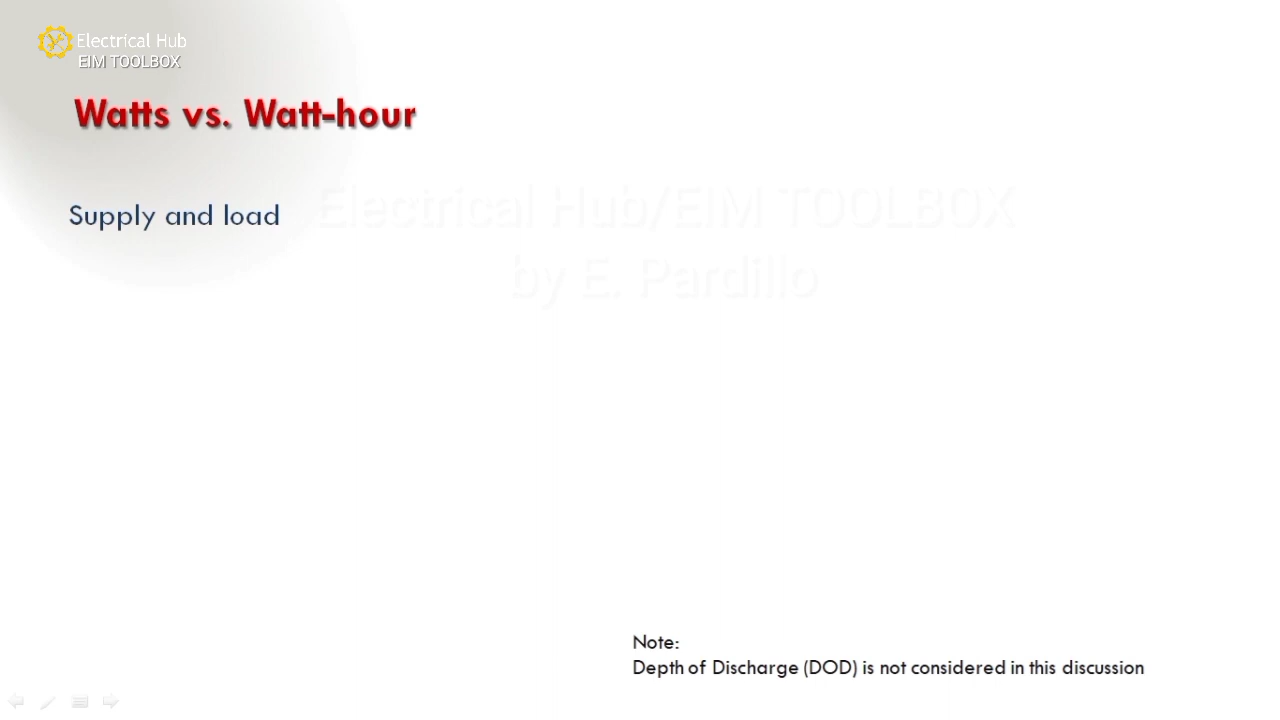 Electrical Hub
EIM TOOLBOX
Watts vs. Watt-hour
Supply and load
Electrical Hub/EIM TOOLBOX
by E. Pardillo
Note:
Depth of Discharge (DOD) is not considered in this discussion